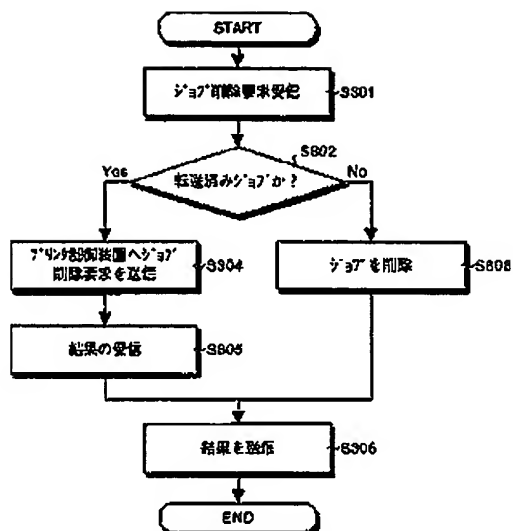 START
ジョブ削除要求受信
S301
S302
転送済みジョブか?
Yes
No
プリンタ制御装置へジョブ
削除要求を送信
S304
ジョブを削除
結果の受信
S305
結果を送信
S306
END